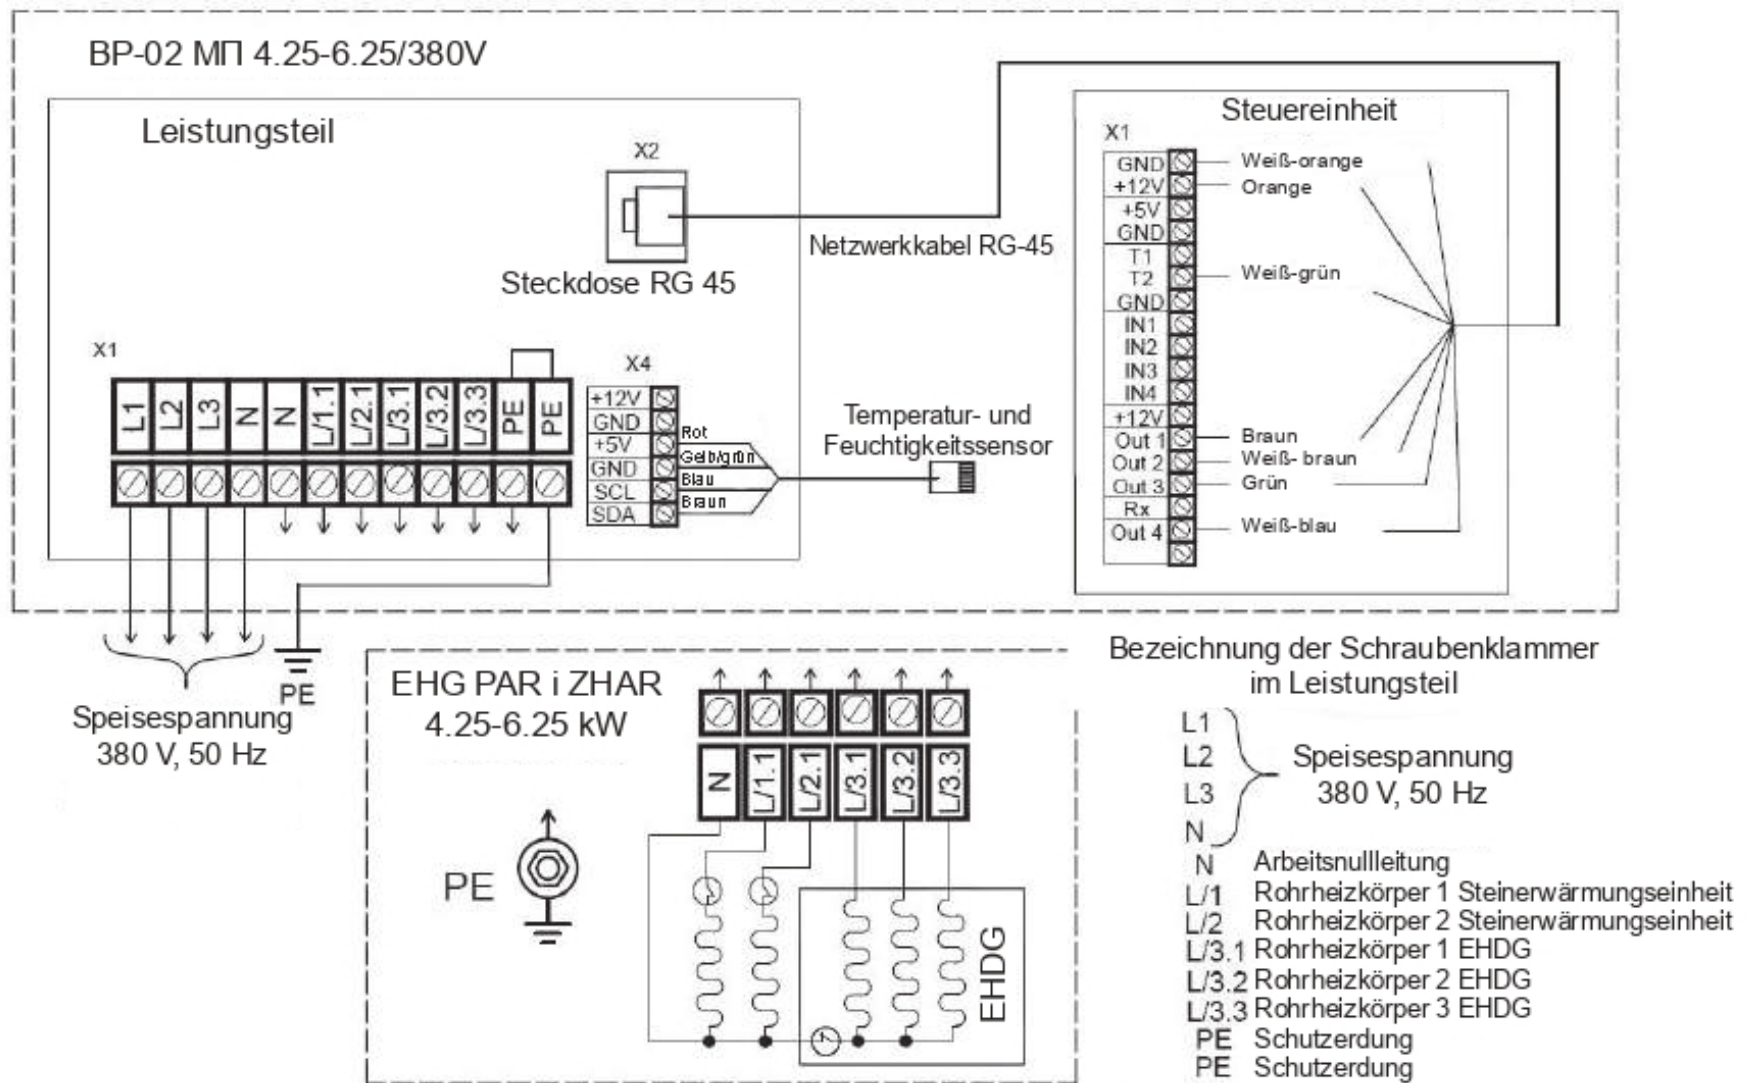 BP-02 МП 4.25-6.25/380V
Leistungsteil
X2
Steckdose RG 45
Netzwerkkabel RG-45
Steuereinheit
X1
GND Weiß-orange
+12V Orange
+5V
GND
T1
T2 Weiß-grün
GND
IN1
IN2
IN3
IN4
+12V
Out 1 Braun
Out 2 Weiß- braun
Out 3 Grün
Rx
Out 4 Weiß-blau
X1
L1 L2 L3 N N L/1.1 L/2.1 L/3.1 L/3.2 L/3.3 PE PE
X4
+12V
GND
+5V Rot
GND Gelb/grün
SCL Blau
SDA Braun
Temperatur- und
Feuchtigkeitssensor
PE
Speisespannung
380 V, 50 Hz
EHG PAR i ZHAR
4.25-6.25 kW
N L/1.1 L/2.1 L/3.1 L/3.2 L/3.3
PE
EHDG
Bezeichnung der Schraubenklammer
im Leistungsteil
L1
L2
L3
N
Speisespannung
380 V, 50 Hz
N Arbeitsnullleitung
L/1 Rohrheizkörper 1 Steinerwärmungseinheit
L/2 Rohrheizkörper 2 Steinerwärmungseinheit
L/3.1 Rohrheizkörper 1 EHDG
L/3.2 Rohrheizkörper 2 EHDG
L/3.3 Rohrheizkörper 3 EHDG
PE Schutzerdung
PE Schutzerdung